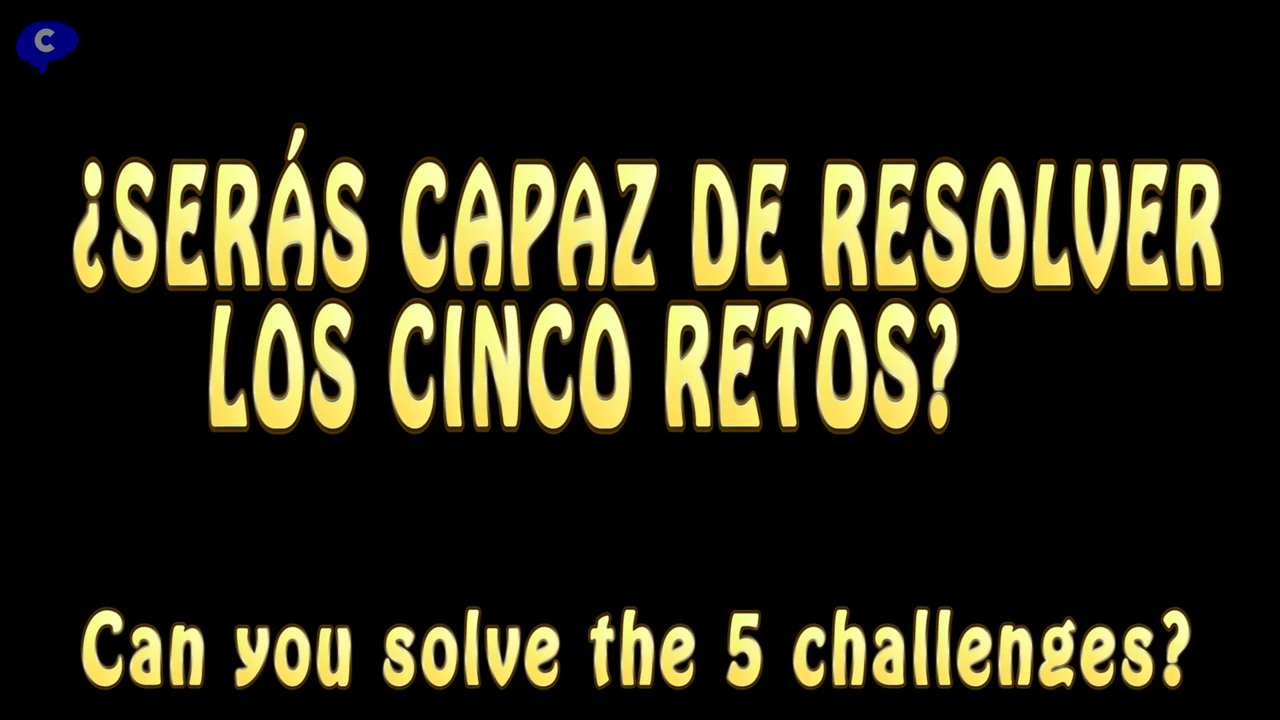 C
¿SERÁS CAPAZ DE RESOLVER
LOS CINCO RETOS?
Can you solve the 5 challenges?